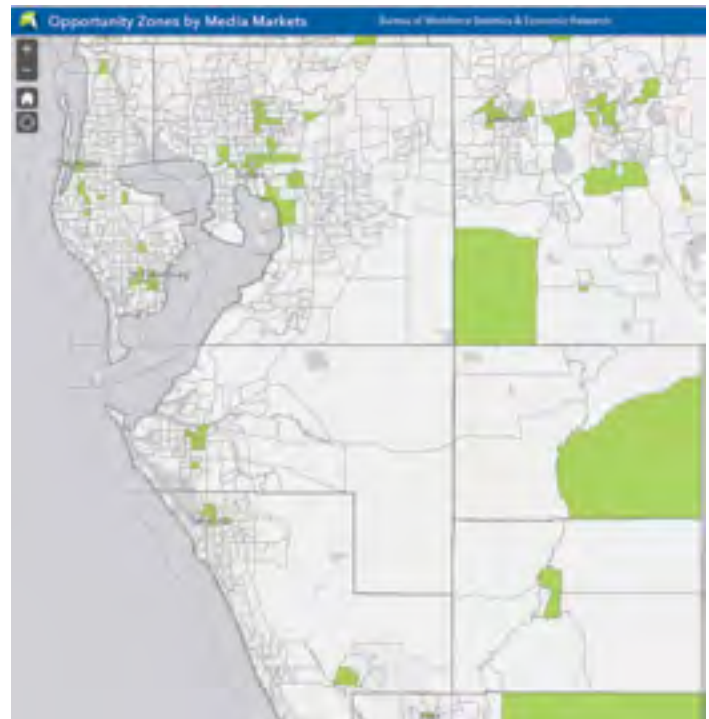 Opportunity Zones by Media Markets
Bureau of Workforce Statistics & Economic Research
+
−